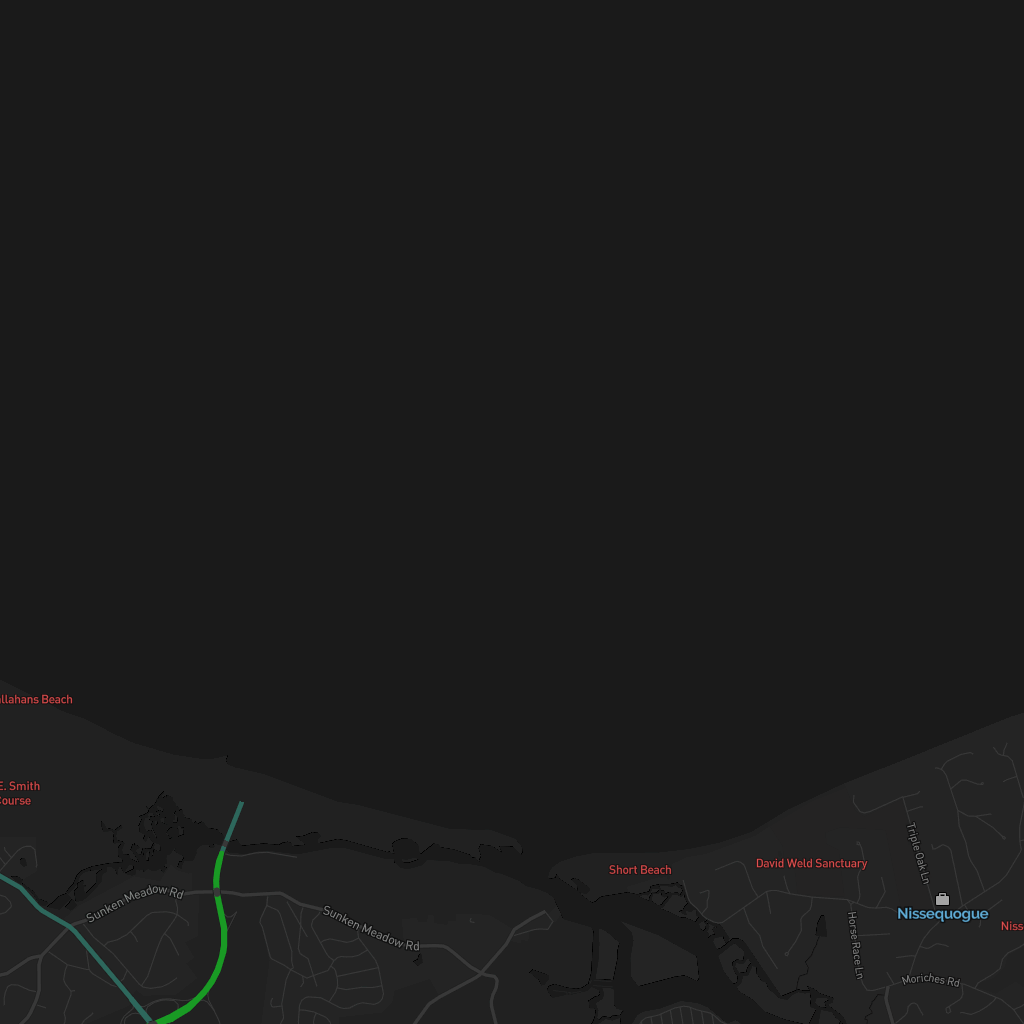 llahans Beach
E. Smith
Course
Short Beach
David Weld Sanctuary
Triple Oak Ln
Sunken Meadow Rd
Sunken Meadow Rd
Nissequogue
Niss
Horse Race Ln
Moriches Rd